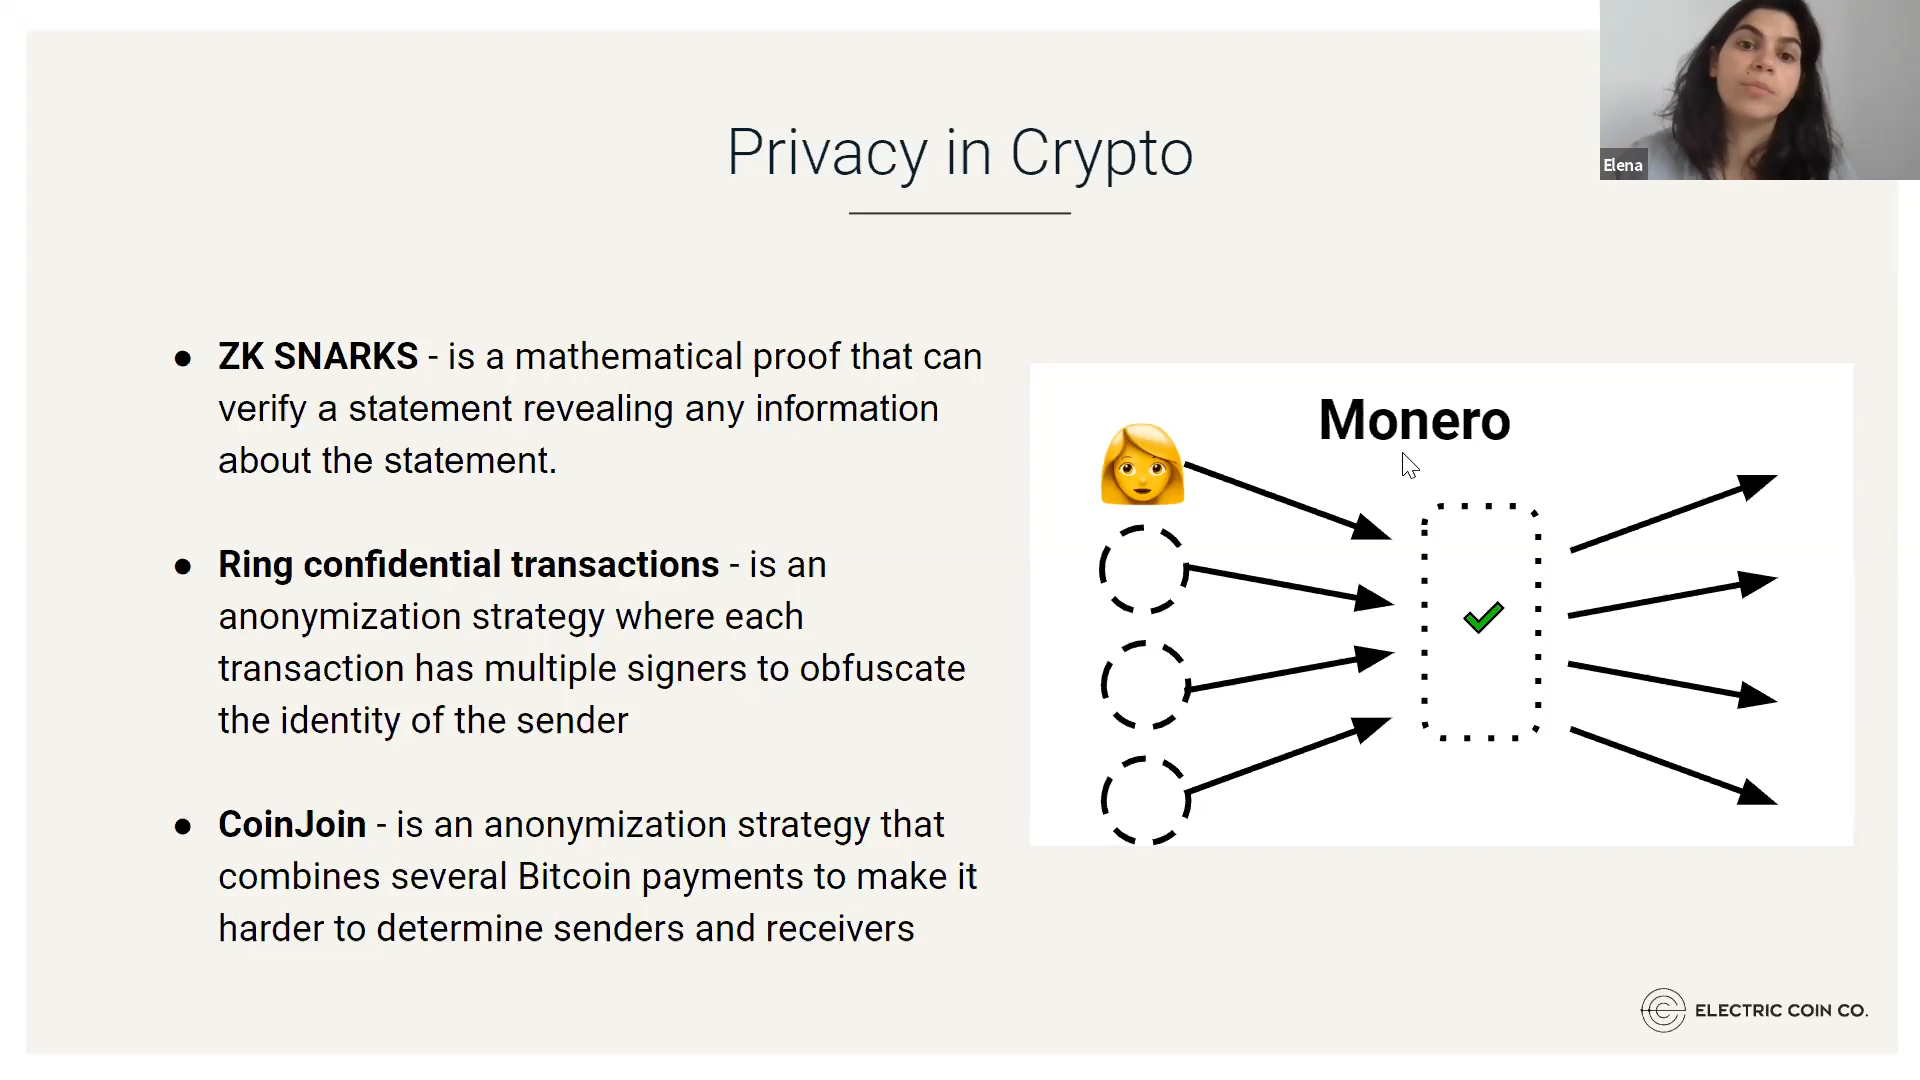 Privacy in Crypto
Elena
● ZK SNARKS - is a mathematical proof that can
verify a statement revealing any information
about the statement.
● Ring confidential transactions - is an
anonymization strategy where each
transaction has multiple signers to obfuscate
the identity of the sender
● CoinJoin - is an anonymization strategy that
combines several Bitcoin payments to make it
harder to determine senders and receivers
Monero
ELECTRIC COIN CO.